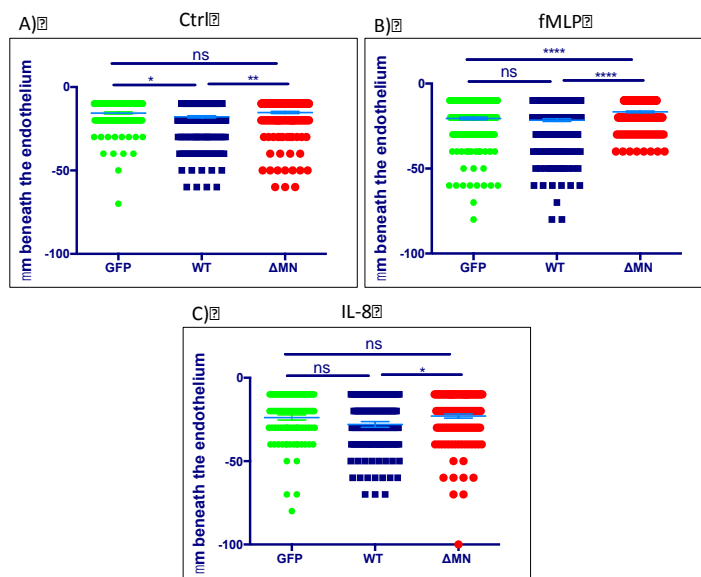 A)⍰ Ctrl⍰
ns
* **
0
-50
-100
mm beneath the endothelium
GFP WT ΔMN
B)⍰ fMLP⍰
****
ns ****
0
-50
-100
mm beneath the endothelium
GFP WT ΔMN
C)⍰ IL-8⍰
ns
ns *
0
-50
-100
mm beneath the endothelium
GFP WT ΔMN